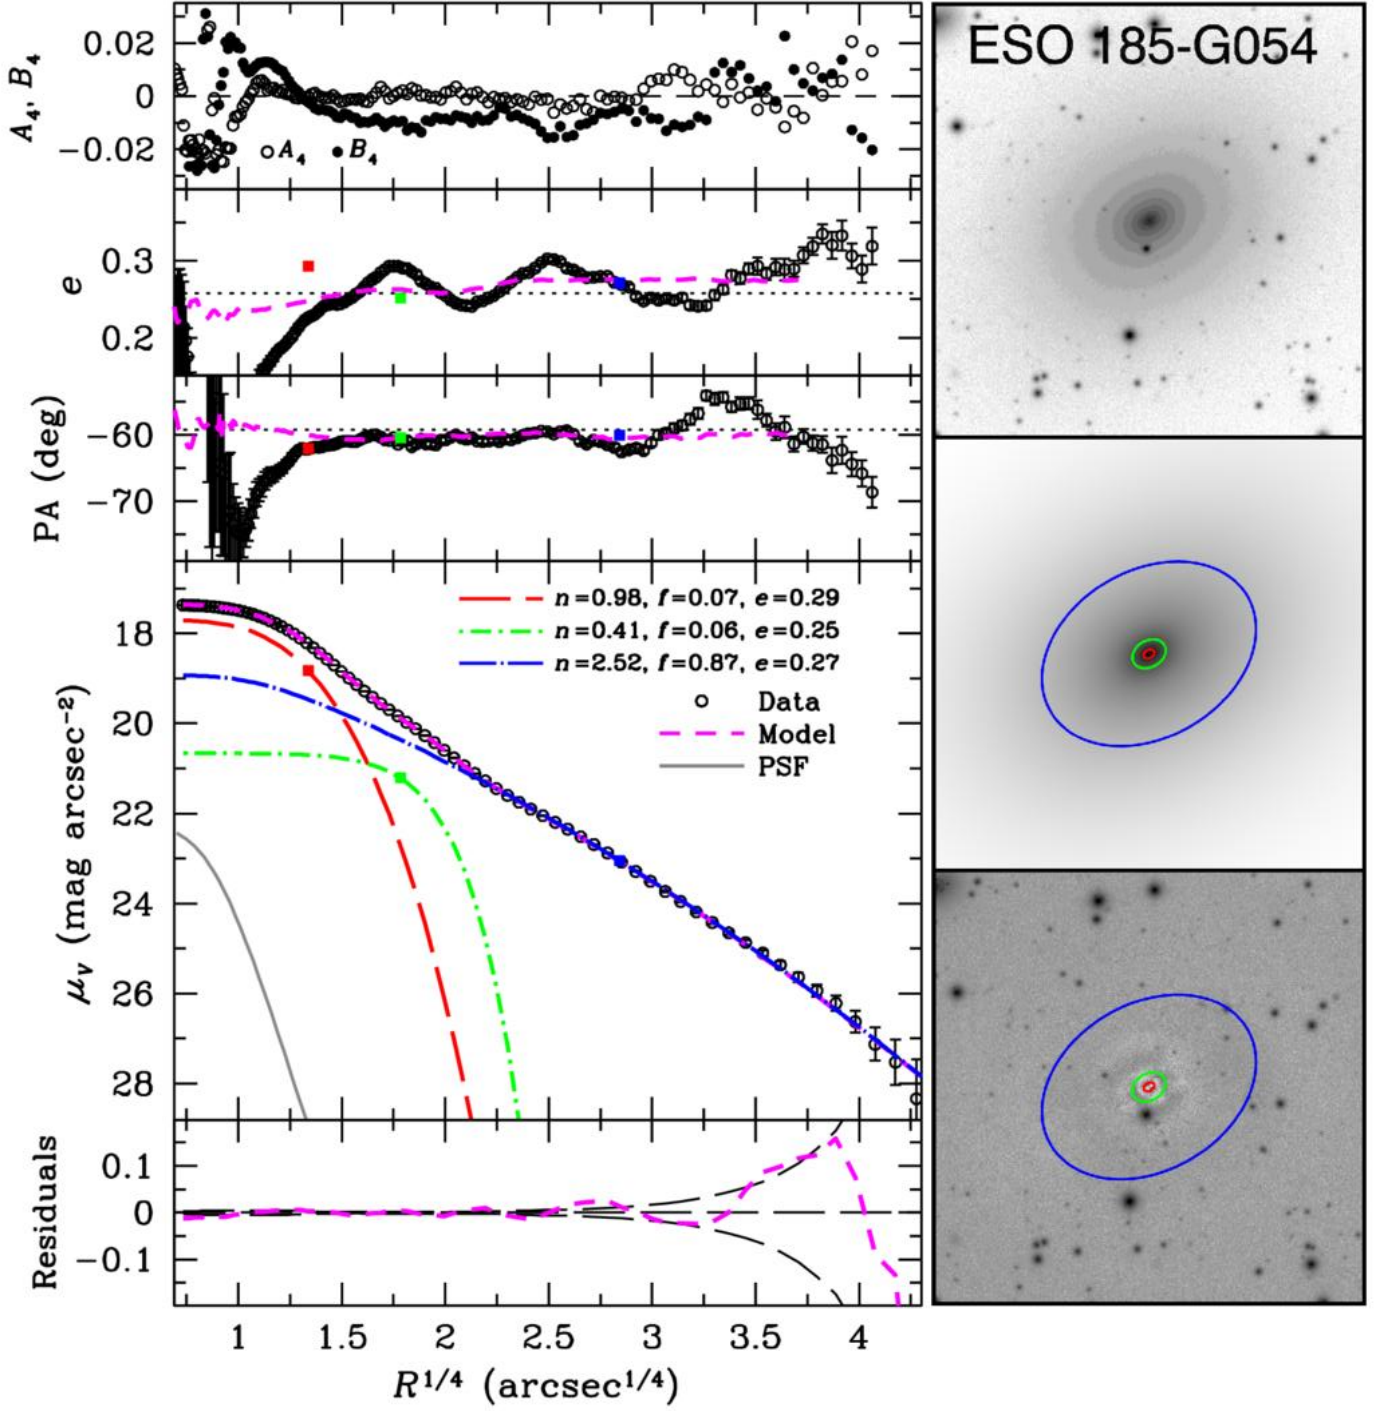 ESO 185-G054
A₄, B₄
0.02
0
−0.02
A₄ B₄
e
0.3
0.2
PA (deg)
−60
−70
μᵥ (mag arcsec⁻²)
18
20
22
24
26
28
n=0.98, f=0.07, e=0.29
n=0.41, f=0.06, e=0.25
n=2.52, f=0.87, e=0.27
Data
Model
PSF
Residuals
0.1
0
−0.1
1 1.5 2 2.5 3 3.5 4
R¹/⁴ (arcsec¹/⁴)